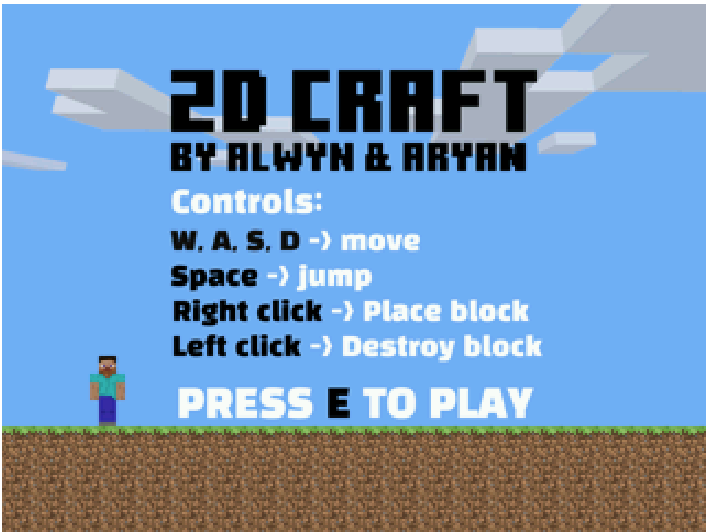 2D CRAFT
BY ALWYN & ARYAN
Controls:
W, A, S, D -> move
Space -> jump
Right click -> Place block
Left click -> Destroy block
PRESS E TO PLAY